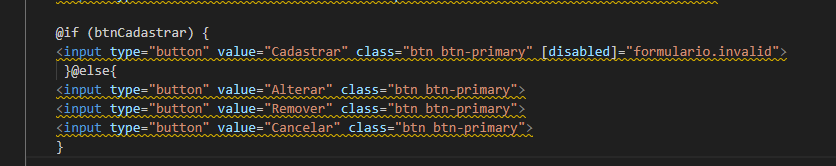 @if (btnCadastrar) {
<input type="button" value="Cadastrar" class="btn btn-primary" [disabled]="formulario.invalid">
}@else{
<input type="button" value="Alterar" class="btn btn-primary">
<input type="button" value="Remover" class="btn btn-primary">
<input type="button" value="Cancelar" class="btn btn-primary">
}